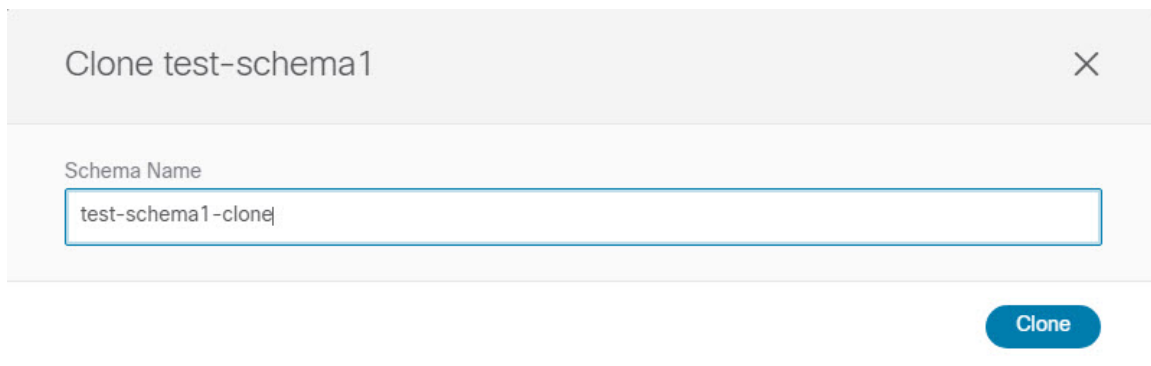 Clone test-schema1
Schema Name
test-schema1-clone
Clone